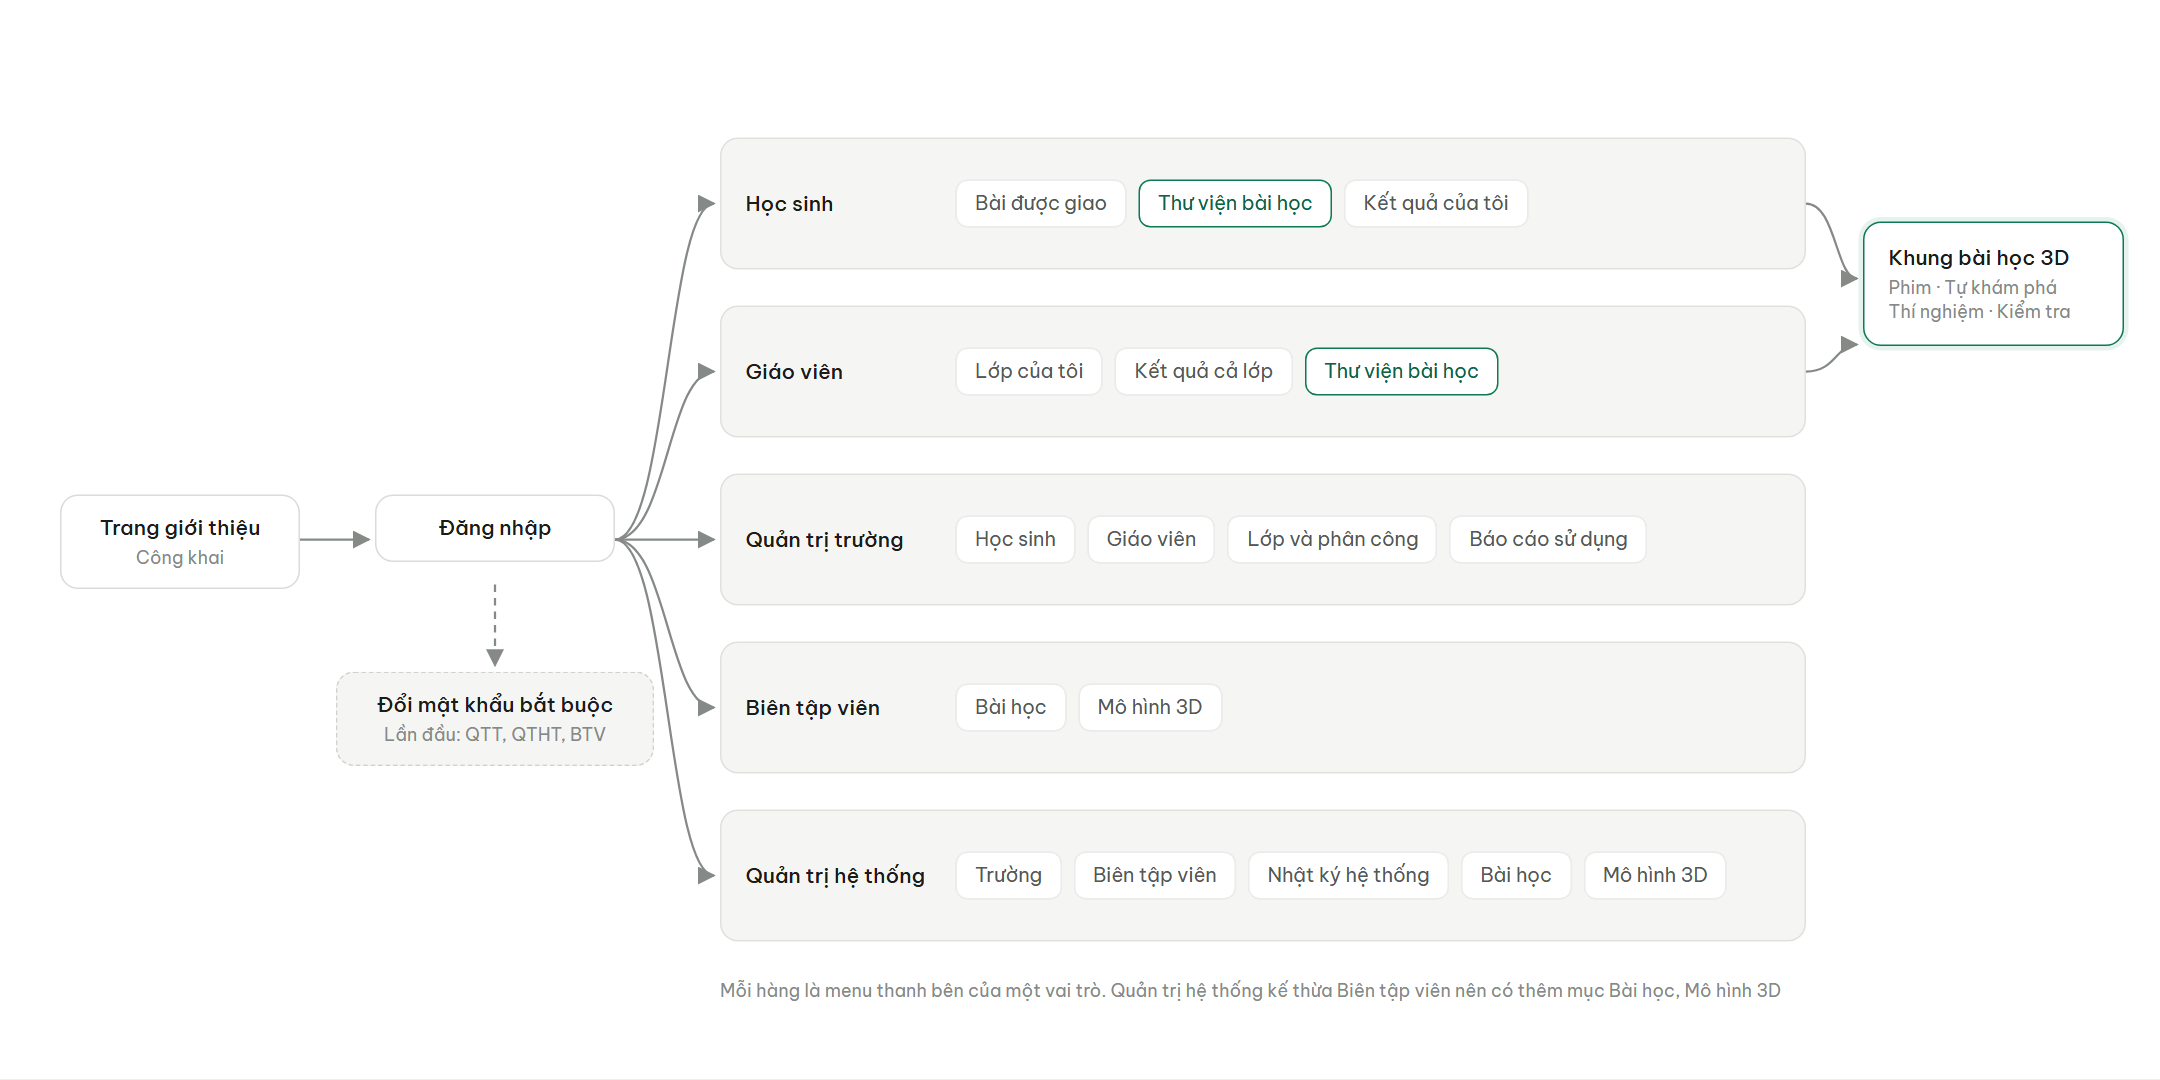 Trang giới thiệu
Công khai
Đăng nhập
Đổi mật khẩu bắt buộc
Lần đầu: QTT, QTHT, BTV
Học sinh
Bài được giao
Thư viện bài học
Kết quả của tôi
Giáo viên
Lớp của tôi
Kết quả cả lớp
Thư viện bài học
Quản trị trường
Học sinh
Giáo viên
Lớp và phân công
Báo cáo sử dụng
Biên tập viên
Bài học
Mô hình 3D
Quản trị hệ thống
Trường
Biên tập viên
Nhật ký hệ thống
Bài học
Mô hình 3D
Khung bài học 3D
Phim · Tự khám phá
Thí nghiệm · Kiểm tra
Mỗi hàng là menu thanh bên của một vai trò. Quản trị hệ thống kế thừa Biên tập viên nên có thêm mục Bài học, Mô hình 3D